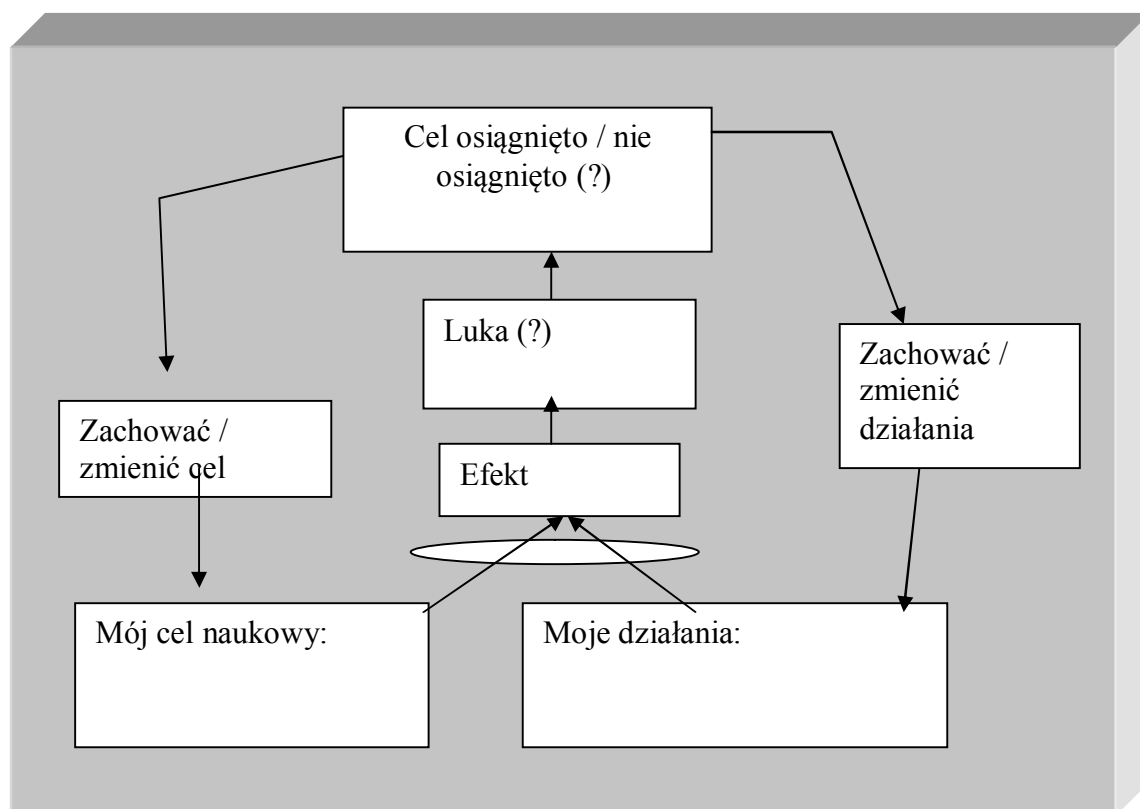 Cel osiągnięto / nie
osiągnięto (?)
Luka (?)
Zachować /
zmienić
działania
Zachować /
zmienić cel
Efekt
Mój cel naukowy:
Moje działania: